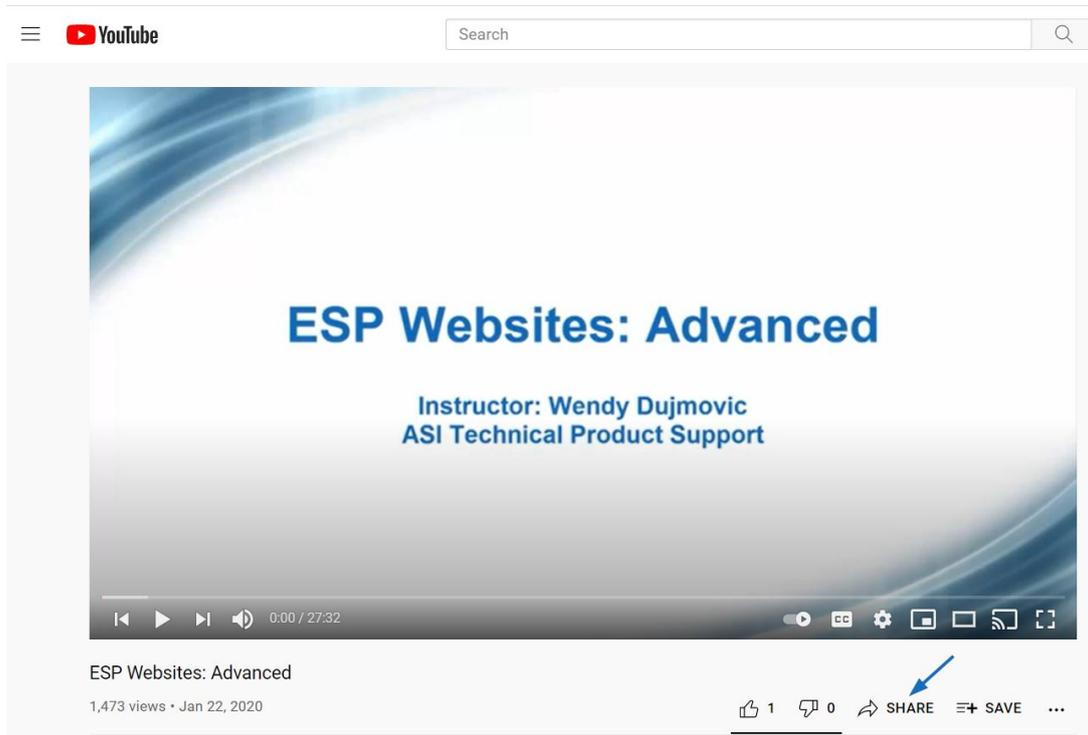 YouTube
Search
ESP Websites: Advanced
Instructor: Wendy Dujmovic
ASI Technical Product Support
0:00 / 27:32
CC
ESP Websites: Advanced
1,473 views • Jan 22, 2020
1 0 SHARE SAVE ...